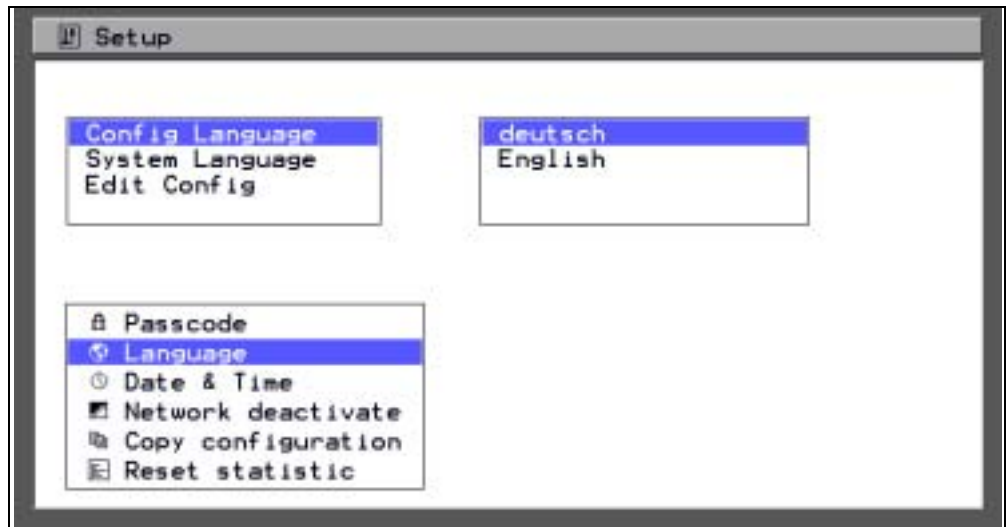 Setup
Config Language
System Language
Edit Config
deutsch
English
Passcode
Language
Date & Time
Network deactivate
Copy configuration
Reset statistic